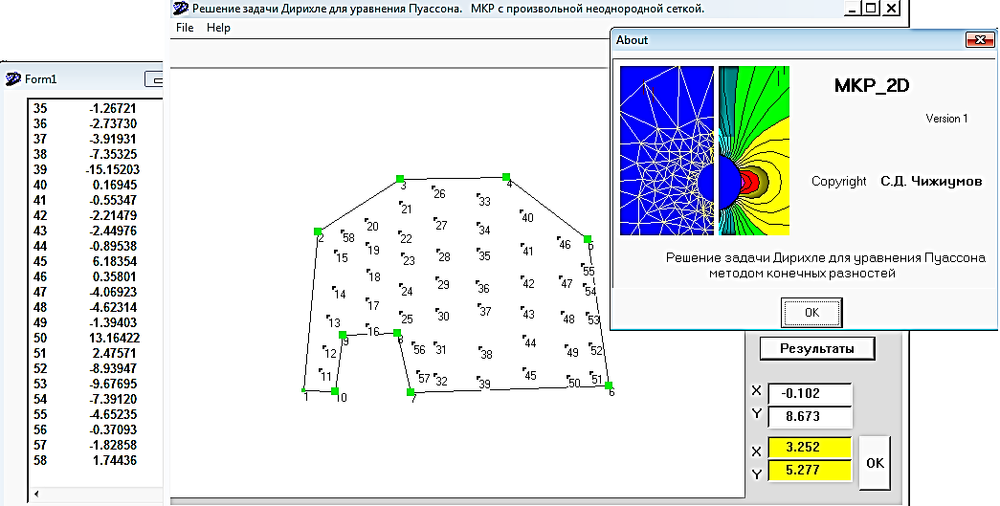 Решение задачи Дирихле для уравнения Пуассона. МКР с произвольной неоднородной сеткой.
File Help
About
MKP_2D
Version 1
Copyright С.Д. Чижиумов
Решение задачи Дирихле для уравнения Пуассона
методом конечных разностей
OK
Form1
35 -1.26721
36 -2.73730
37 -3.91931
38 -7.35325
39 -15.15203
40 0.16945
41 -0.55347
42 -2.21479
43 -2.44976
44 -0.89538
45 6.18354
46 0.35801
47 -4.06923
48 -4.62314
49 -1.39403
50 13.16422
51 2.47571
52 -8.93947
53 -9.67695
54 -7.39120
55 -4.65235
56 -0.37093
57 -1.82858
58 1.74436
3 4
26 33
21 40
20 27 34
2 58 22 46 5
15 19 23 28 35 41
18 29 42 47 55
14 24 36 54
17 30 37 43 48 53
13 16 25
9 8
12 56 31 38 44 49 52
11 57 32 39 45 50 51
1 10 7 6
Результаты
X -0.102
Y 8.673
X 3.252
Y 5.277
OK